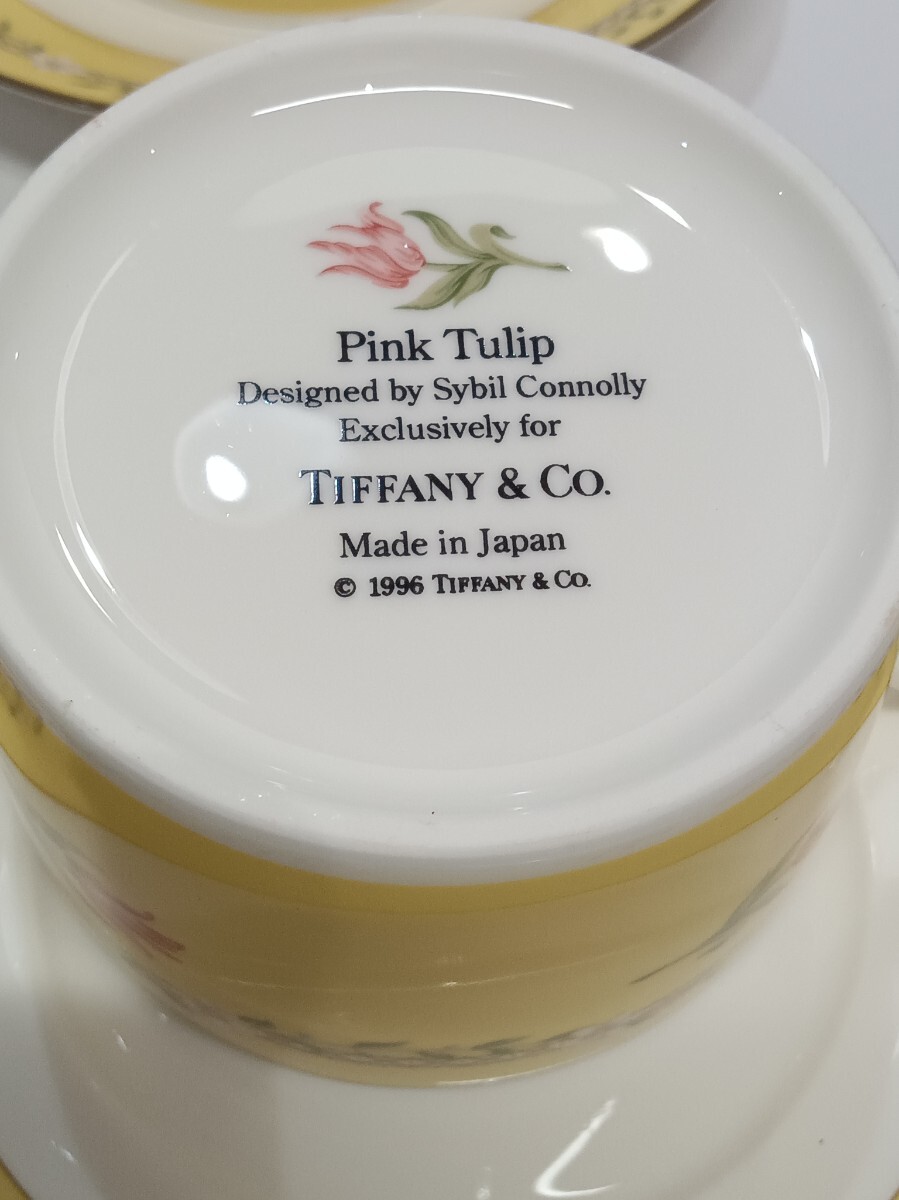 Pink Tulip
Designed by Sybil Connolly
Exclusively for
TIFFANY & CO.
Made in Japan
© 1996 TIFFANY & CO.